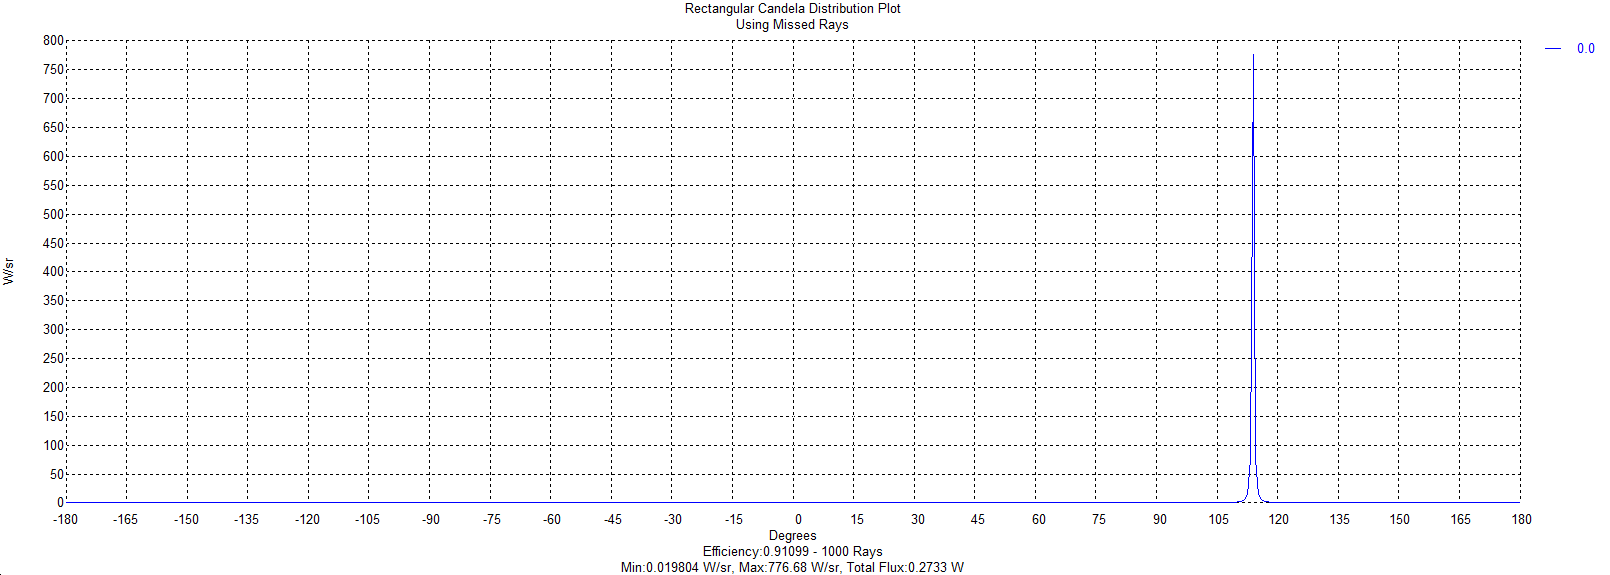 Rectangular Candela Distribution Plot
Using Missed Rays
0.0
W/sr
800
750
700
650
600
550
500
450
400
350
300
250
200
150
100
50
0
-180 -165 -150 -135 -120 -105 -90 -75 -60 -45 -30 -15 0 15 30 45 60 75 90 105 120 135 150 165 180
Degrees
Efficiency:0.91099 - 1000 Rays
Min:0.019804 W/sr, Max:776.68 W/sr, Total Flux:0.2733 W